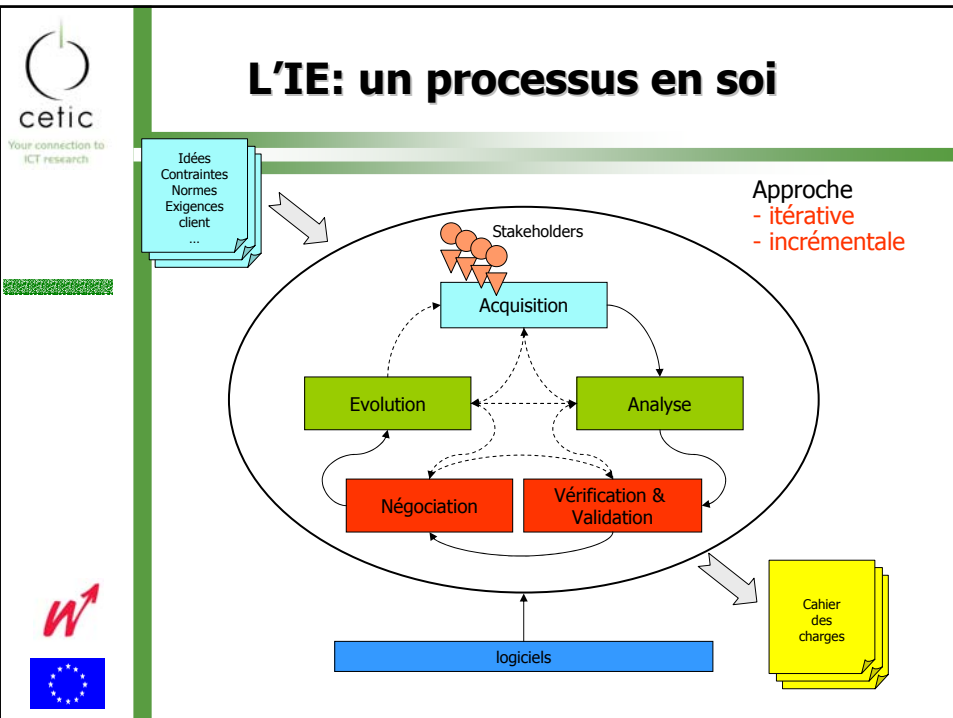 cetic
Your connection to
ICT research
L'IE: un processus en soi
Idées
Contraintes
Normes
Exigences
client
...
Approche
- itérative
- incrémentale
Stakeholders
Acquisition
Evolution
Analyse
Négociation
Vérification &
Validation
logiciels
Cahier
des
charges